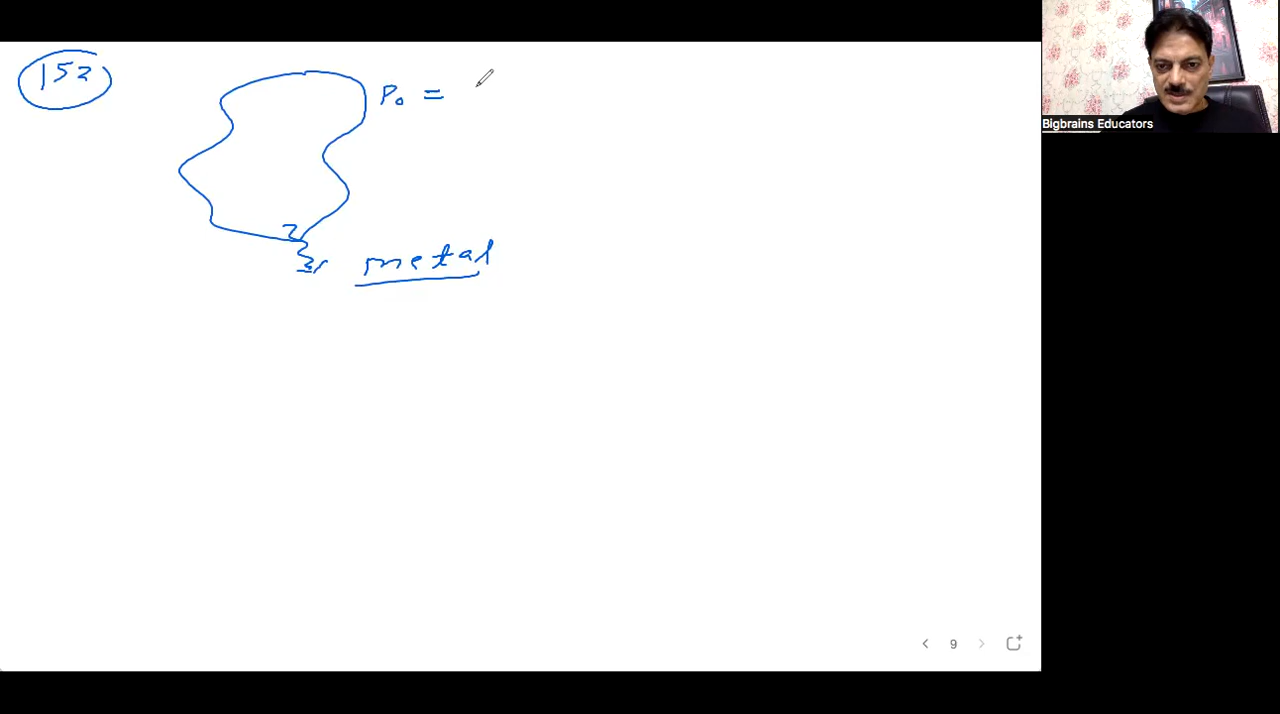 152
P₀ =
metal
Bigbrains Educators
9